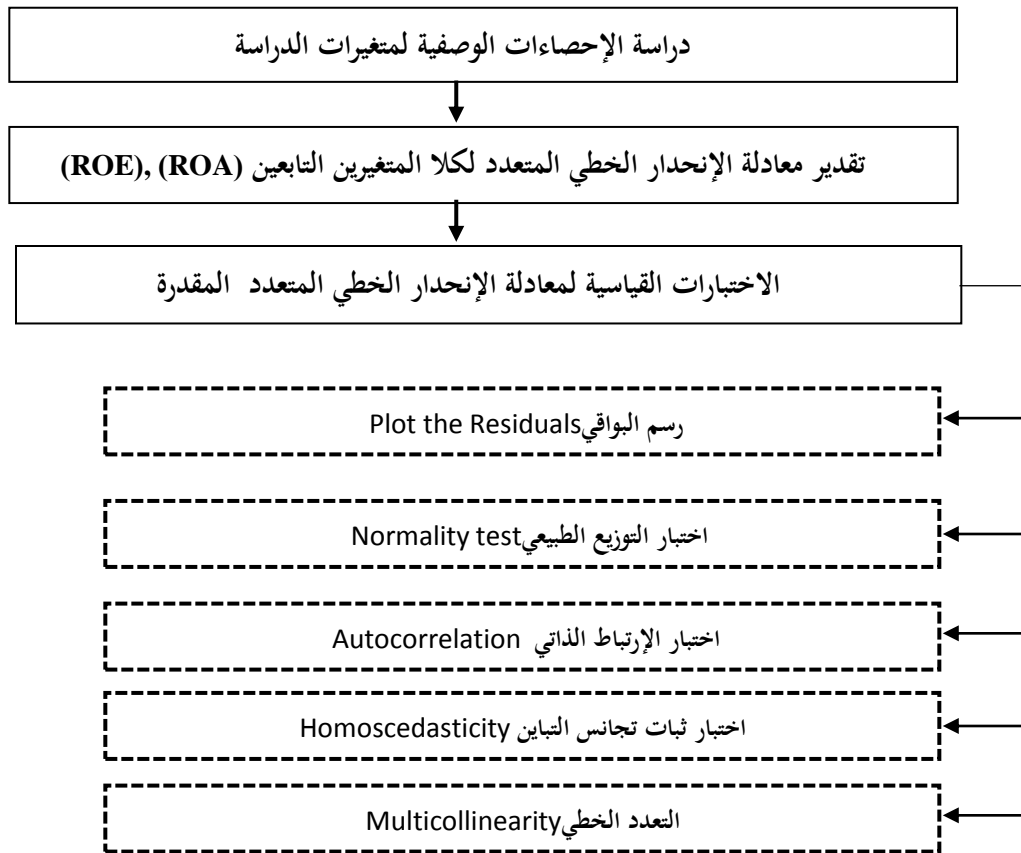 دراسة الإحصاءات الوصفية لمتغيرات الدراسة
تقدير معادلة الإنحدار الخطي المتعدد لكلا المتغيرين التابعين (ROE), (ROA)
الاختبارات القياسية لمعادلة الإنحدار الخطي المتعدد المقدرة
رسم البواقيPlot the Residuals
اختبار التوزيع الطبيعيNormality test
اختبار الإرتباط الذاتي Autocorrelation
اختبار ثبات تجانس التباين Homoscedasticity
التعدد الخطيMulticollinearity